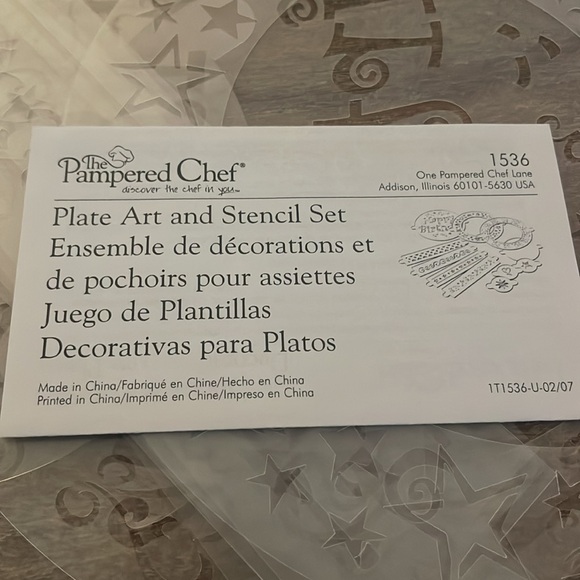 The
Pampered Chef®
discover the chef in you™
1536
One Pampered Chef Lane
Addison, Illinois 60101-5630 USA
Plate Art and Stencil Set
Ensemble de décorations et
de pochoirs pour assiettes
Juego de Plantillas
Decorativas para Platos
Happy
Birthday
Made in China/Fabriqué en Chine/Hecho en China
Printed in China/Imprimé en Chine/Impreso en China
1T1536-U-02/07